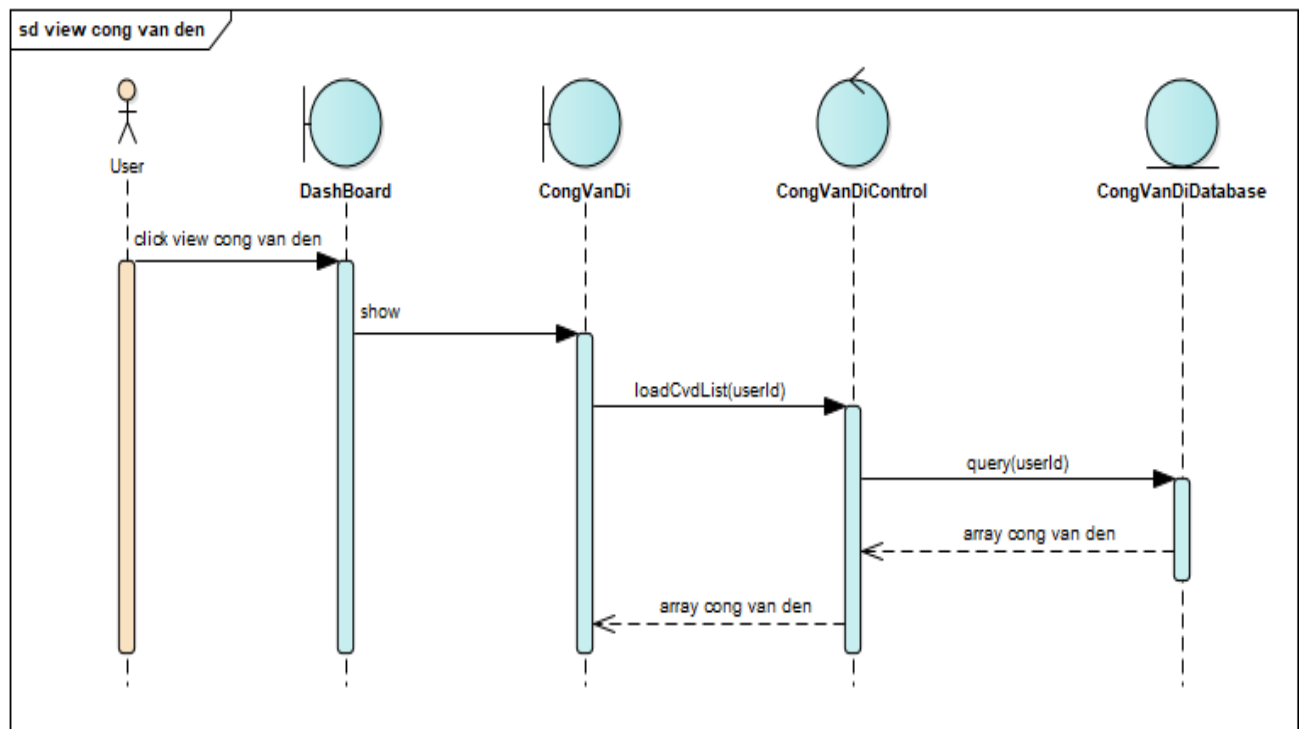 sd view cong van den
User
DashBoard
CongVanDi
CongVanDiControl
CongVanDiDatabase
click view cong van den
show
loadCvdList(userId)
query(userId)
array cong van den
array cong van den